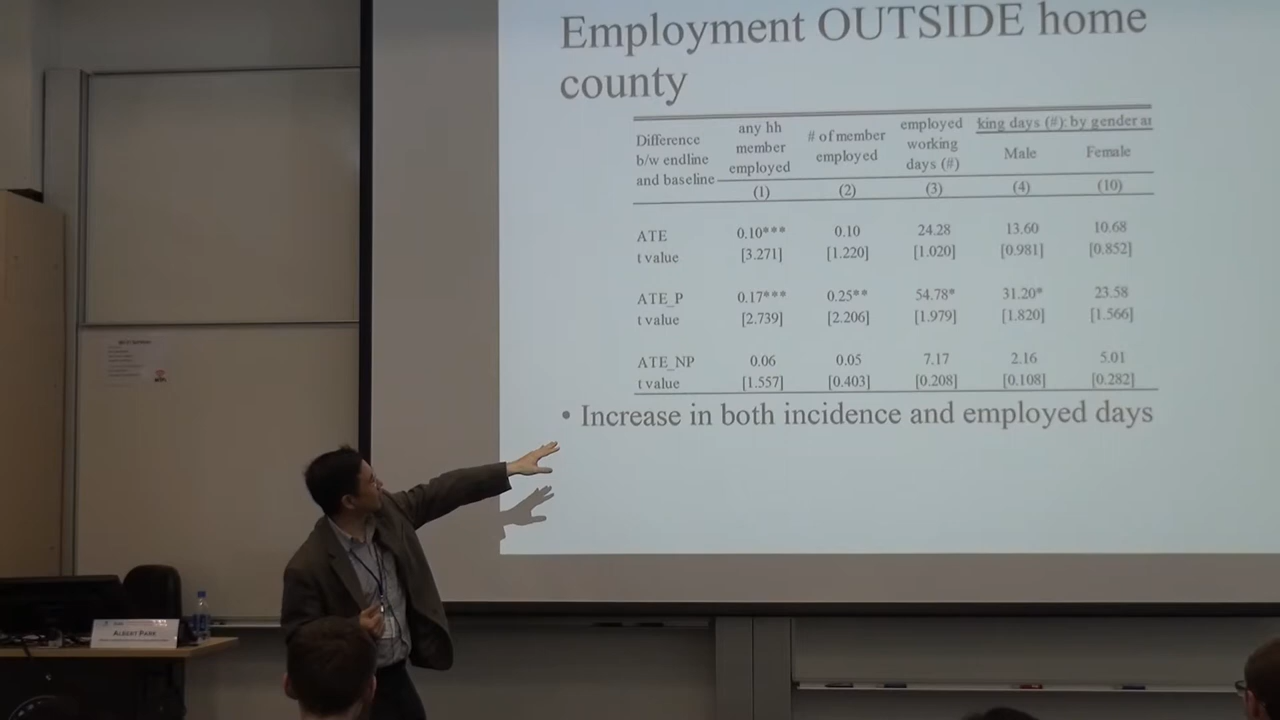 Employment OUTSIDE home
county
Difference b/w endline and baseline any hh member employed # of member employed employed working days (#) king days (#): by gender ar Male Female
(1) (2) (3) (4) (10)
ATE 0.10*** 0.10 24.28 13.60 10.68
t value [3.271] [1.220] [1.020] [0.981] [0.852]
ATE_P 0.17*** 0.25** 54.78* 31.20* 23.58
t value [2.739] [2.206] [1.979] [1.820] [1.566]
ATE_NP 0.06 0.05 7.17 2.16 5.01
t value [1.557] [0.403] [0.208] [0.108] [0.282]
• Increase in both incidence and employed days
ALBERT PARK